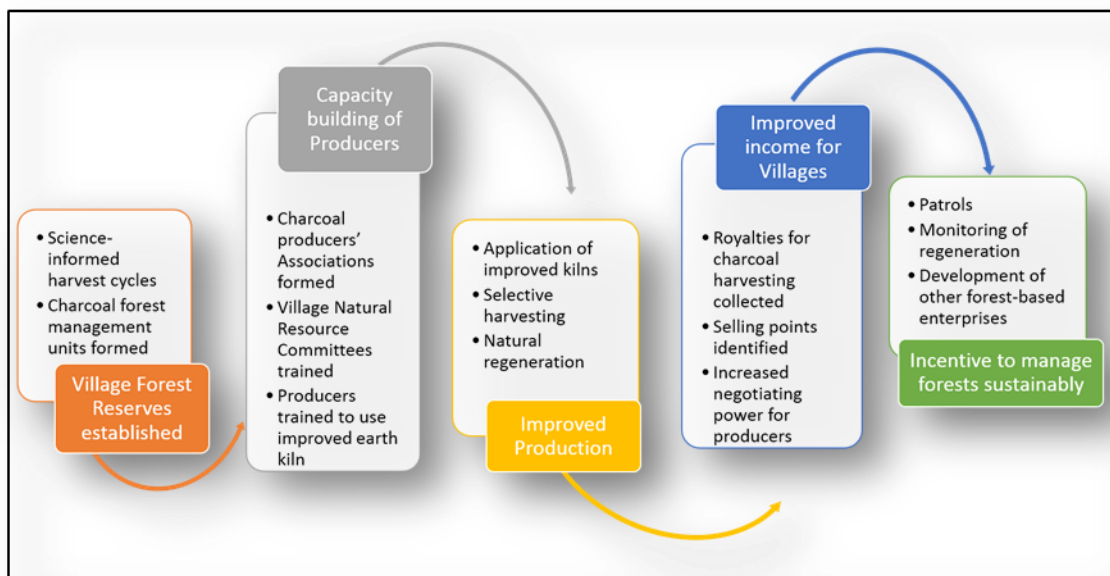 • Science-
informed
harvest cycles
• Charcoal forest
management
units formed
Village Forest
Reserves
established
Capacity
building of
Producers
• Charcoal
producers’
Associations
formed
• Village Natural
Resource
Committees
trained
• Producers
trained to use
improved earth
kiln
• Application of
improved kilns
• Selective
harvesting
• Natural
regeneration
Improved
Production
Improved
income for
Villages
• Royalties for
charcoal
harvesting
collected
• Selling points
identified
• Increased
negotiating
power for
producers
• Patrols
• Monitoring of
regeneration
• Development of
other forest-based
enterprises
Incentive to manage
forests sustainably